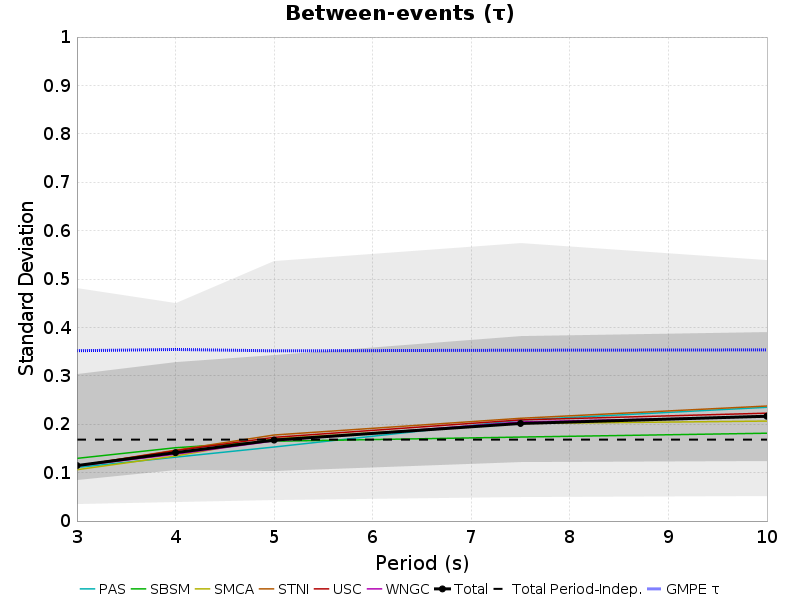 Between-events (τ)
Standard Deviation
1
0.9
0.8
0.7
0.6
0.5
0.4
0.3
0.2
0.1
0
3 4 5 6 7 8 9 10
Period (s)
PAS SBSM SMCA STNI USC WNGC Total Total Period-Indep. GMPE τ